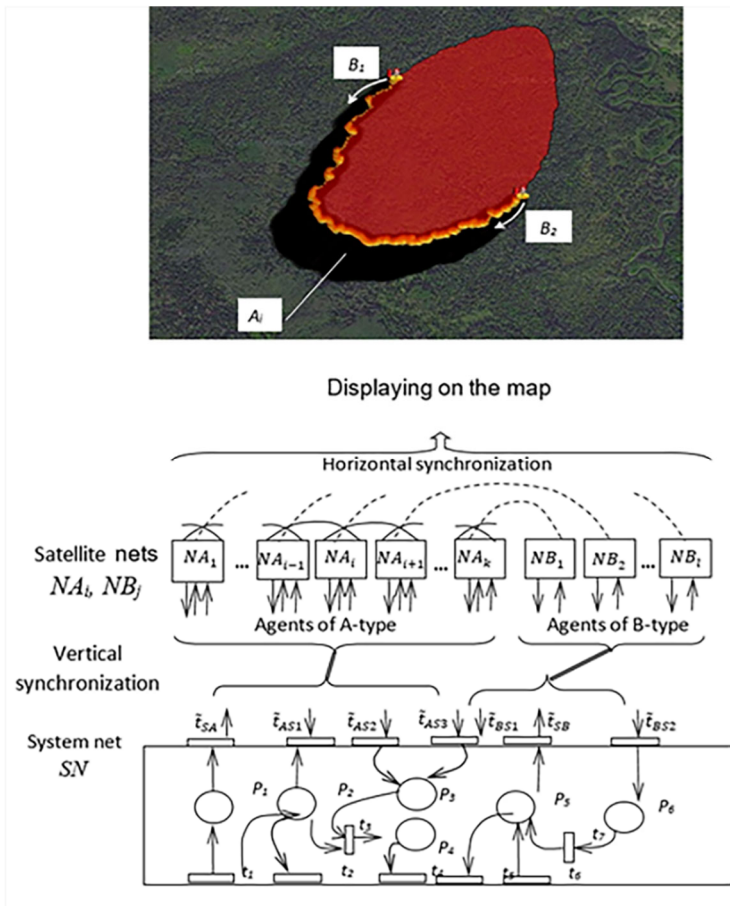 B₁
B₂
Aᵢ
Displaying on the map
Horizontal synchronization
Satellite nets
NAᵢ, NBⱼ
NA₁ ... NAᵢ₋₁ NAᵢ NAᵢ₊₁ ... NAₖ NB₁ NB₂ ... NBₗ
Agents of A-type Agents of B-type
Vertical
synchronization
t̃SA t̃AS1 t̃AS2 t̃AS3 t̃BS1 t̃SB t̃BS2
System net
SN
P₁ P₂ P₃ P₅ P₆
t₃ t₇
P₄
t₁ t₂ t₄ t₅ t₆